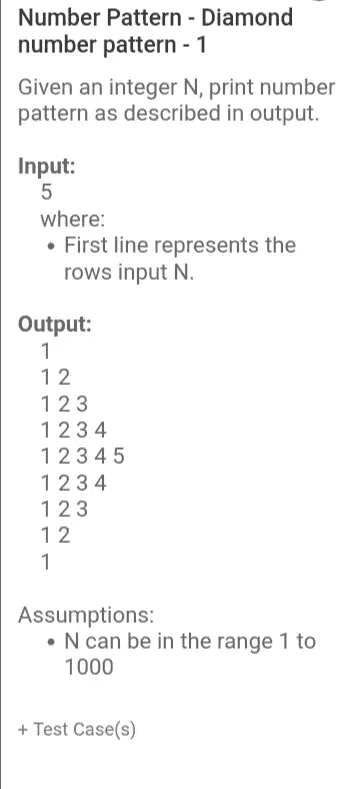 Number Pattern - Diamond
number pattern - 1
Given an integer N, print number
pattern as described in output.
Input:
5
where:
• First line represents the
rows input N.
Output:
1
1 2
1 2 3
1 2 3 4
1 2 3 4 5
1 2 3 4
1 2 3
1 2
1
Assumptions:
• N can be in the range 1 to
1000
+ Test Case(s)